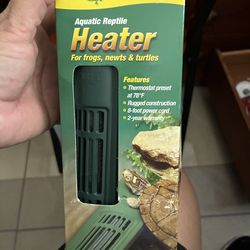 Aquatic Reptile
Heater
For frogs, newts & turtles
Features
• Thermostat preset
at 78°F
• Rugged construction
• 6-foot power cord
• 2-year warranty